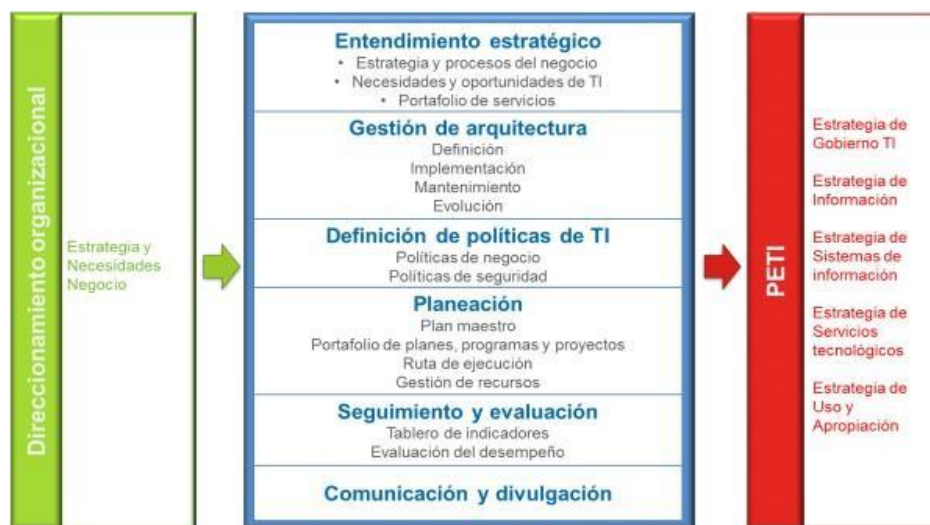 Direccionamiento organizacional
Estrategia y
Necesidades
Negocio
Entendimiento estratégico
• Estrategia y procesos del negocio
• Necesidades y oportunidades de TI
• Portafolio de servicios
Gestión de arquitectura
Definición
Implementación
Mantenimiento
Evolución
Definición de políticas de TI
Políticas de negocio
Políticas de seguridad
Planeación
Plan maestro
Portafolio de planes, programas y proyectos
Ruta de ejecución
Gestión de recursos
Seguimiento y evaluación
Tablero de indicadores
Evaluación del desempeño
Comunicación y divulgación
PETI
Estrategia de
Gobierno TI
Estrategia de
Información
Estrategia de
Sistemas de
información
Estrategia de
Servicios
tecnológicos
Estrategia de
Uso y
Apropiación